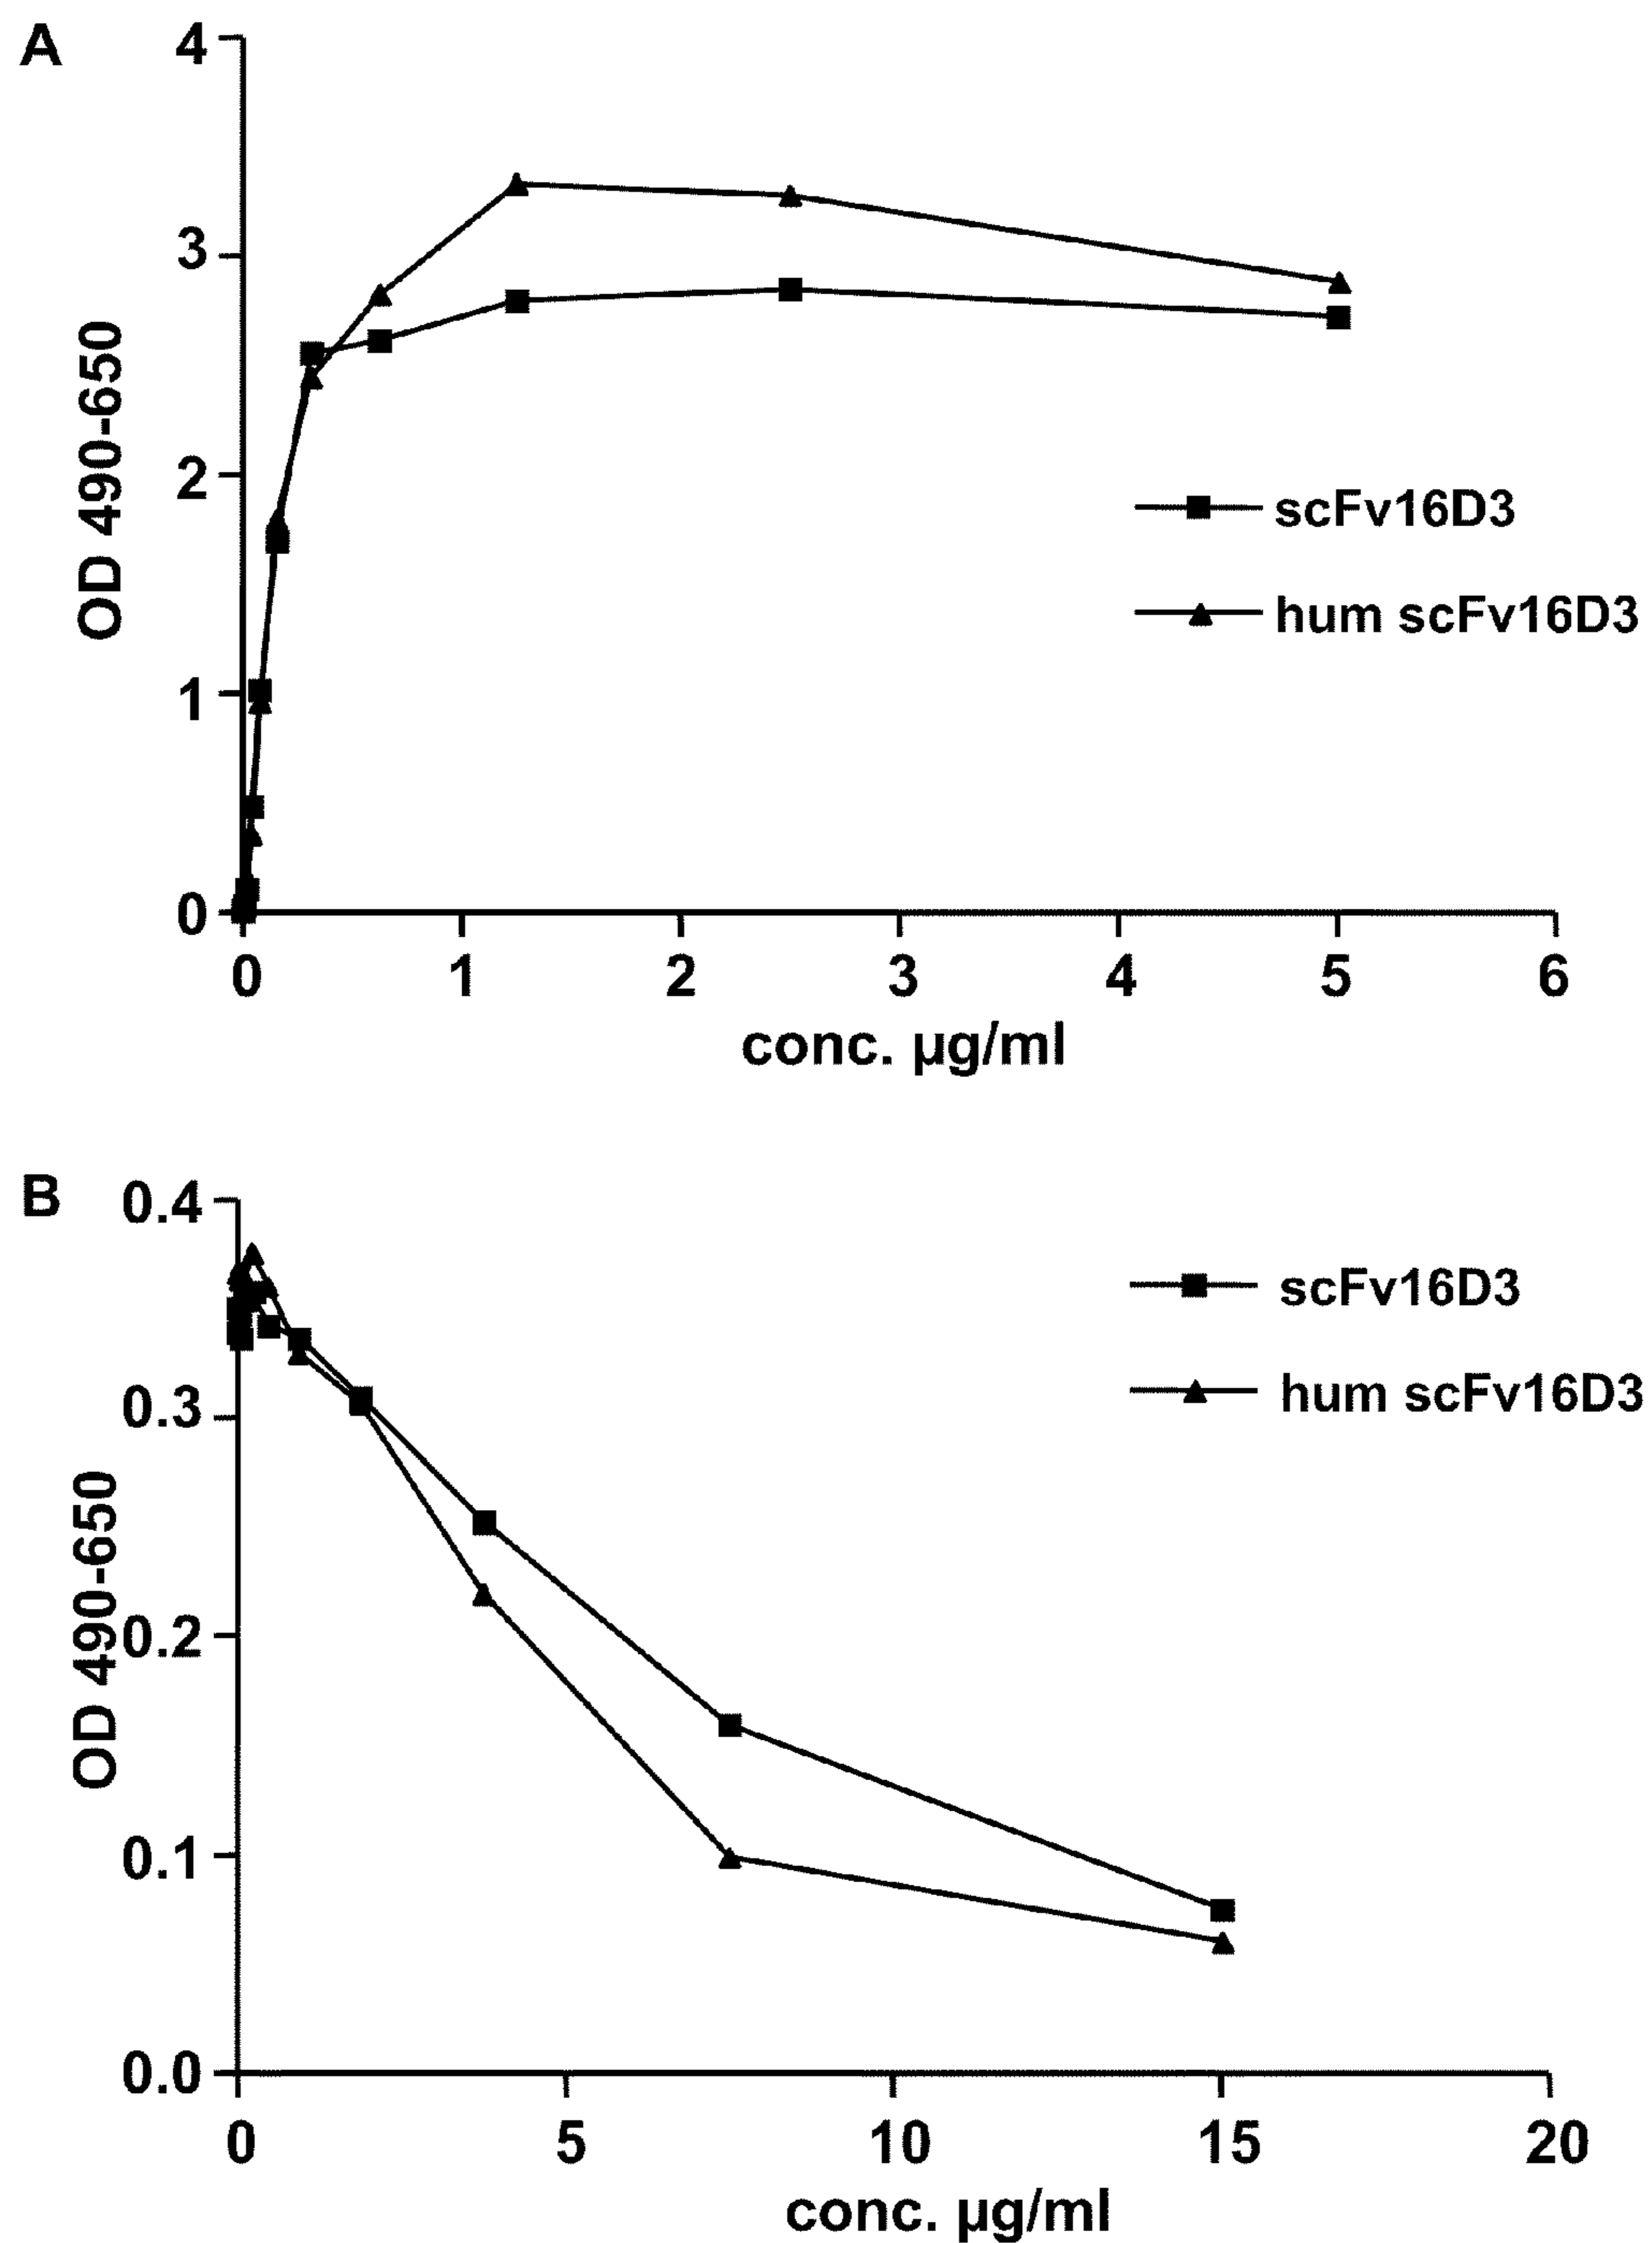 A
4
3
2
1
0
OD 490-650
scFv16D3
hum scFv16D3
0 1 2 3 4 5 6
conc. µg/ml
B
0.4
0.3
0.2
0.1
0.0
OD 490-650
scFv16D3
hum scFv16D3
0 5 10 15 20
conc. µg/ml